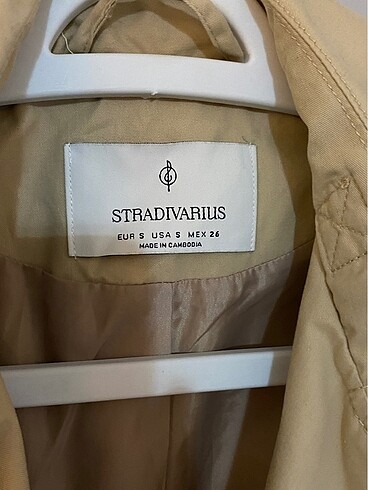 STRADIVARIUS
EUR S USA S MEX 26
MADE IN CAMBODIA